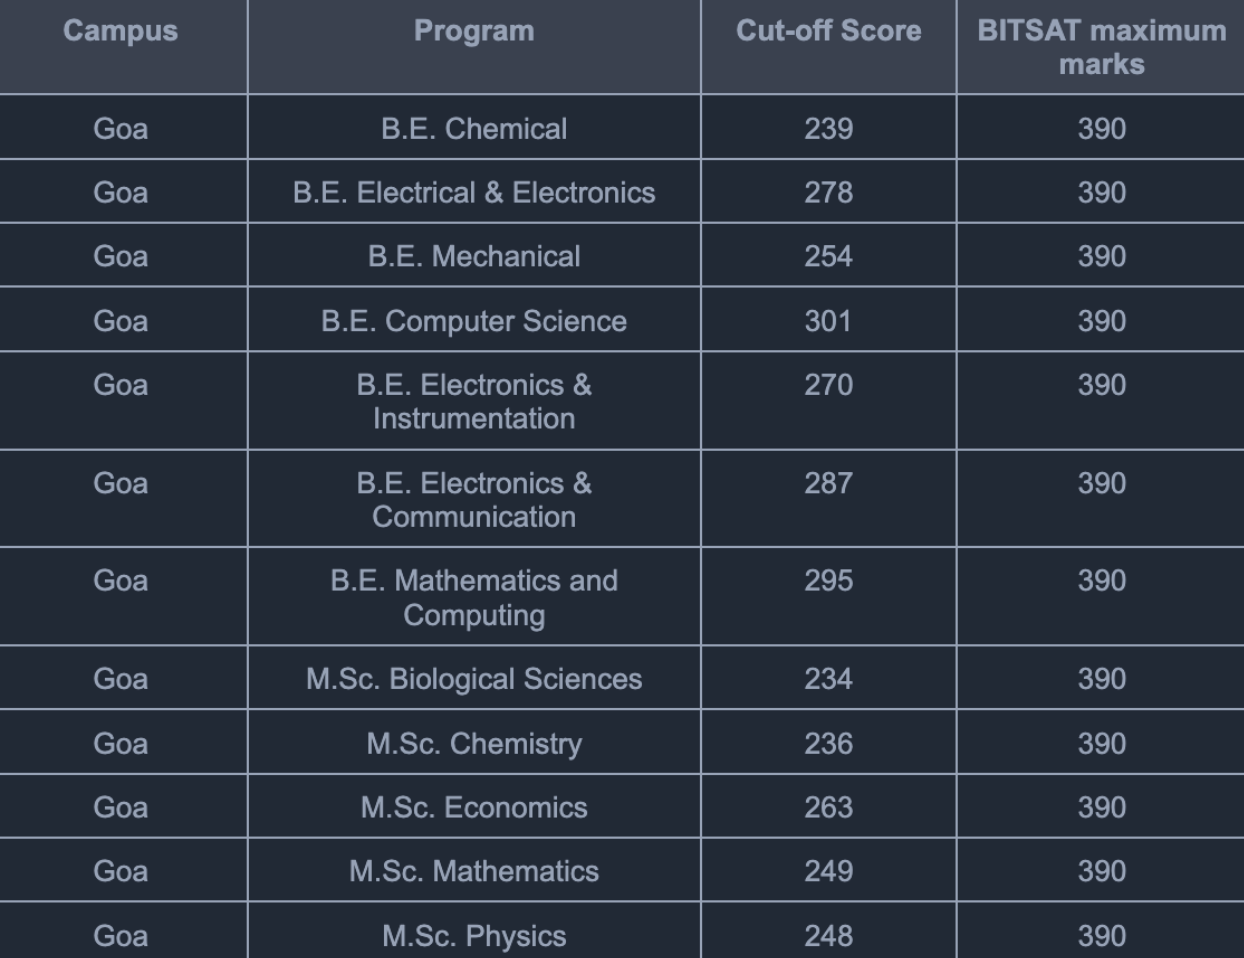 Campus Program Cut-off Score BITSAT maximum
marks
Goa B.E. Chemical 239 390
Goa B.E. Electrical & Electronics 278 390
Goa B.E. Mechanical 254 390
Goa B.E. Computer Science 301 390
Goa B.E. Electronics & 270 390
Instrumentation
Goa B.E. Electronics & 287 390
Communication
Goa B.E. Mathematics and 295 390
Computing
Goa M.Sc. Biological Sciences 234 390
Goa M.Sc. Chemistry 236 390
Goa M.Sc. Economics 263 390
Goa M.Sc. Mathematics 249 390
Goa M.Sc. Physics 248 390